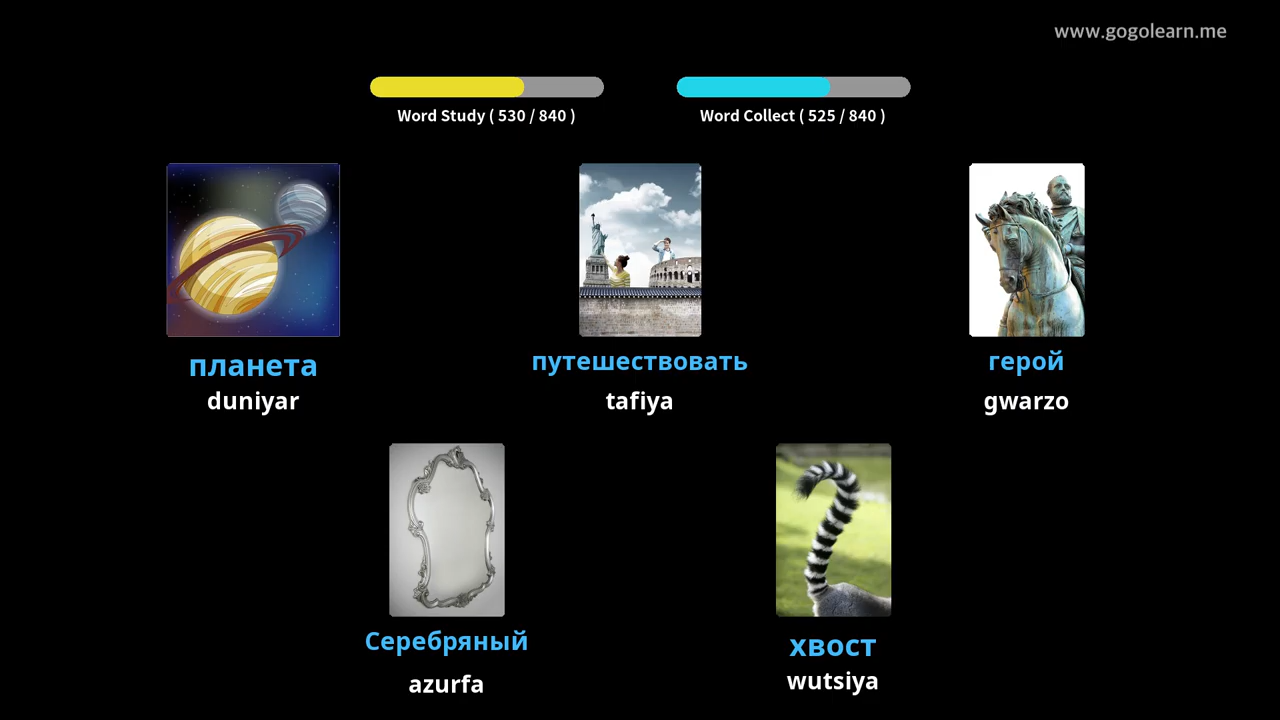 www.gogolearn.me
Word Study ( 530 / 840 )
Word Collect ( 525 / 840 )
планета
duniyar
путешествовать
tafiya
герой
gwarzo
Серебряный
azurfa
хвост
wutsiya